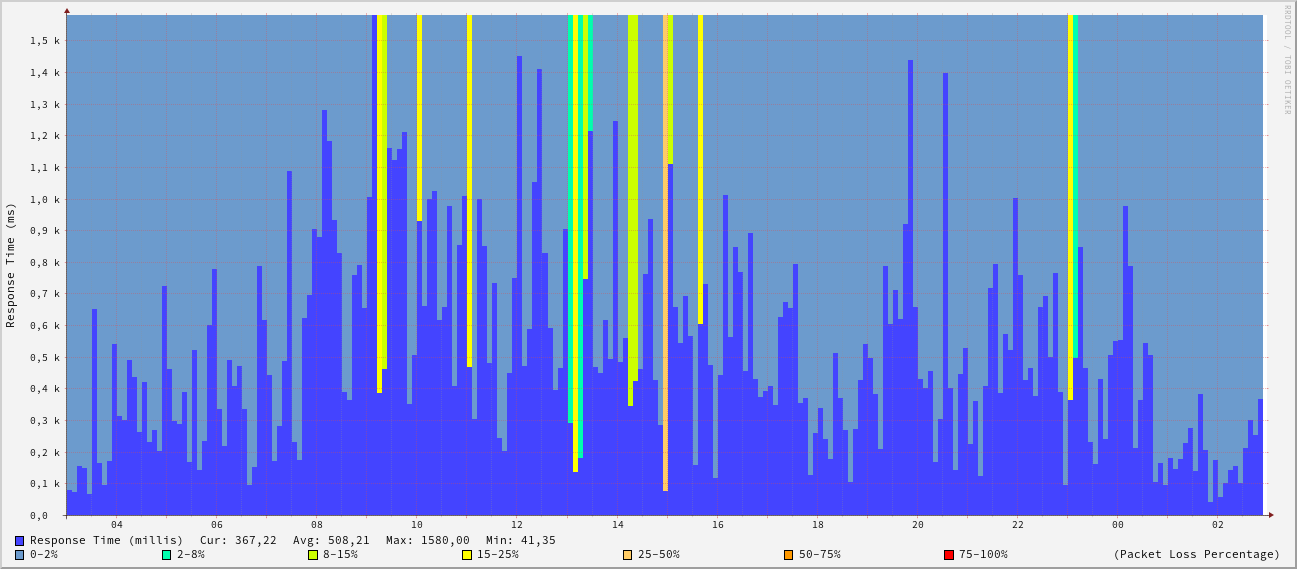 RRDTOOL / TOBI OETIKER
Response Time (ms)
1,5 k
1,4 k
1,3 k
1,2 k
1,1 k
1,0 k
0,9 k
0,8 k
0,7 k
0,6 k
0,5 k
0,4 k
0,3 k
0,2 k
0,1 k
0,0
04 06 08 10 12 14 16 18 20 22 00 02
Response Time (millis) Cur: 367,22 Avg: 508,21 Max: 1580,00 Min: 41,35
0-2% 2-8% 8-15% 15-25% 25-50% 50-75% 75-100% (Packet Loss Percentage)